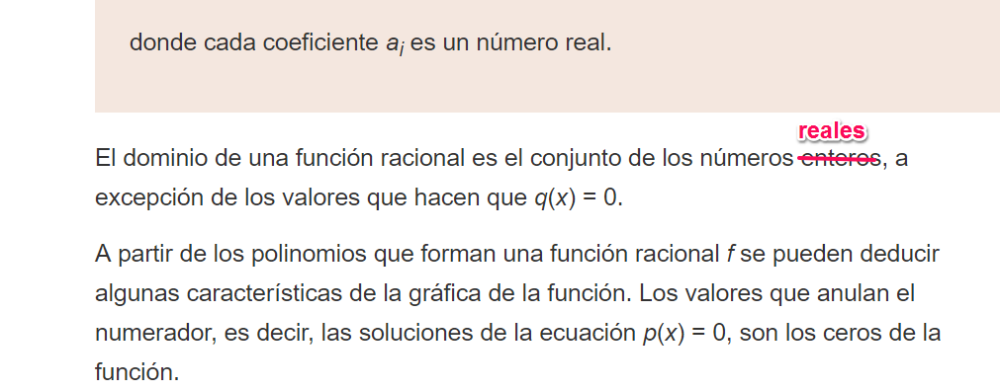 donde cada coeficiente aᵢ es un número real.
reales
El dominio de una función racional es el conjunto de los números enteros, a
excepción de los valores que hacen que q(x) = 0.
A partir de los polinomios que forman una función racional f se pueden deducir
algunas características de la gráfica de la función. Los valores que anulan el
numerador, es decir, las soluciones de la ecuación p(x) = 0, son los ceros de la
función.